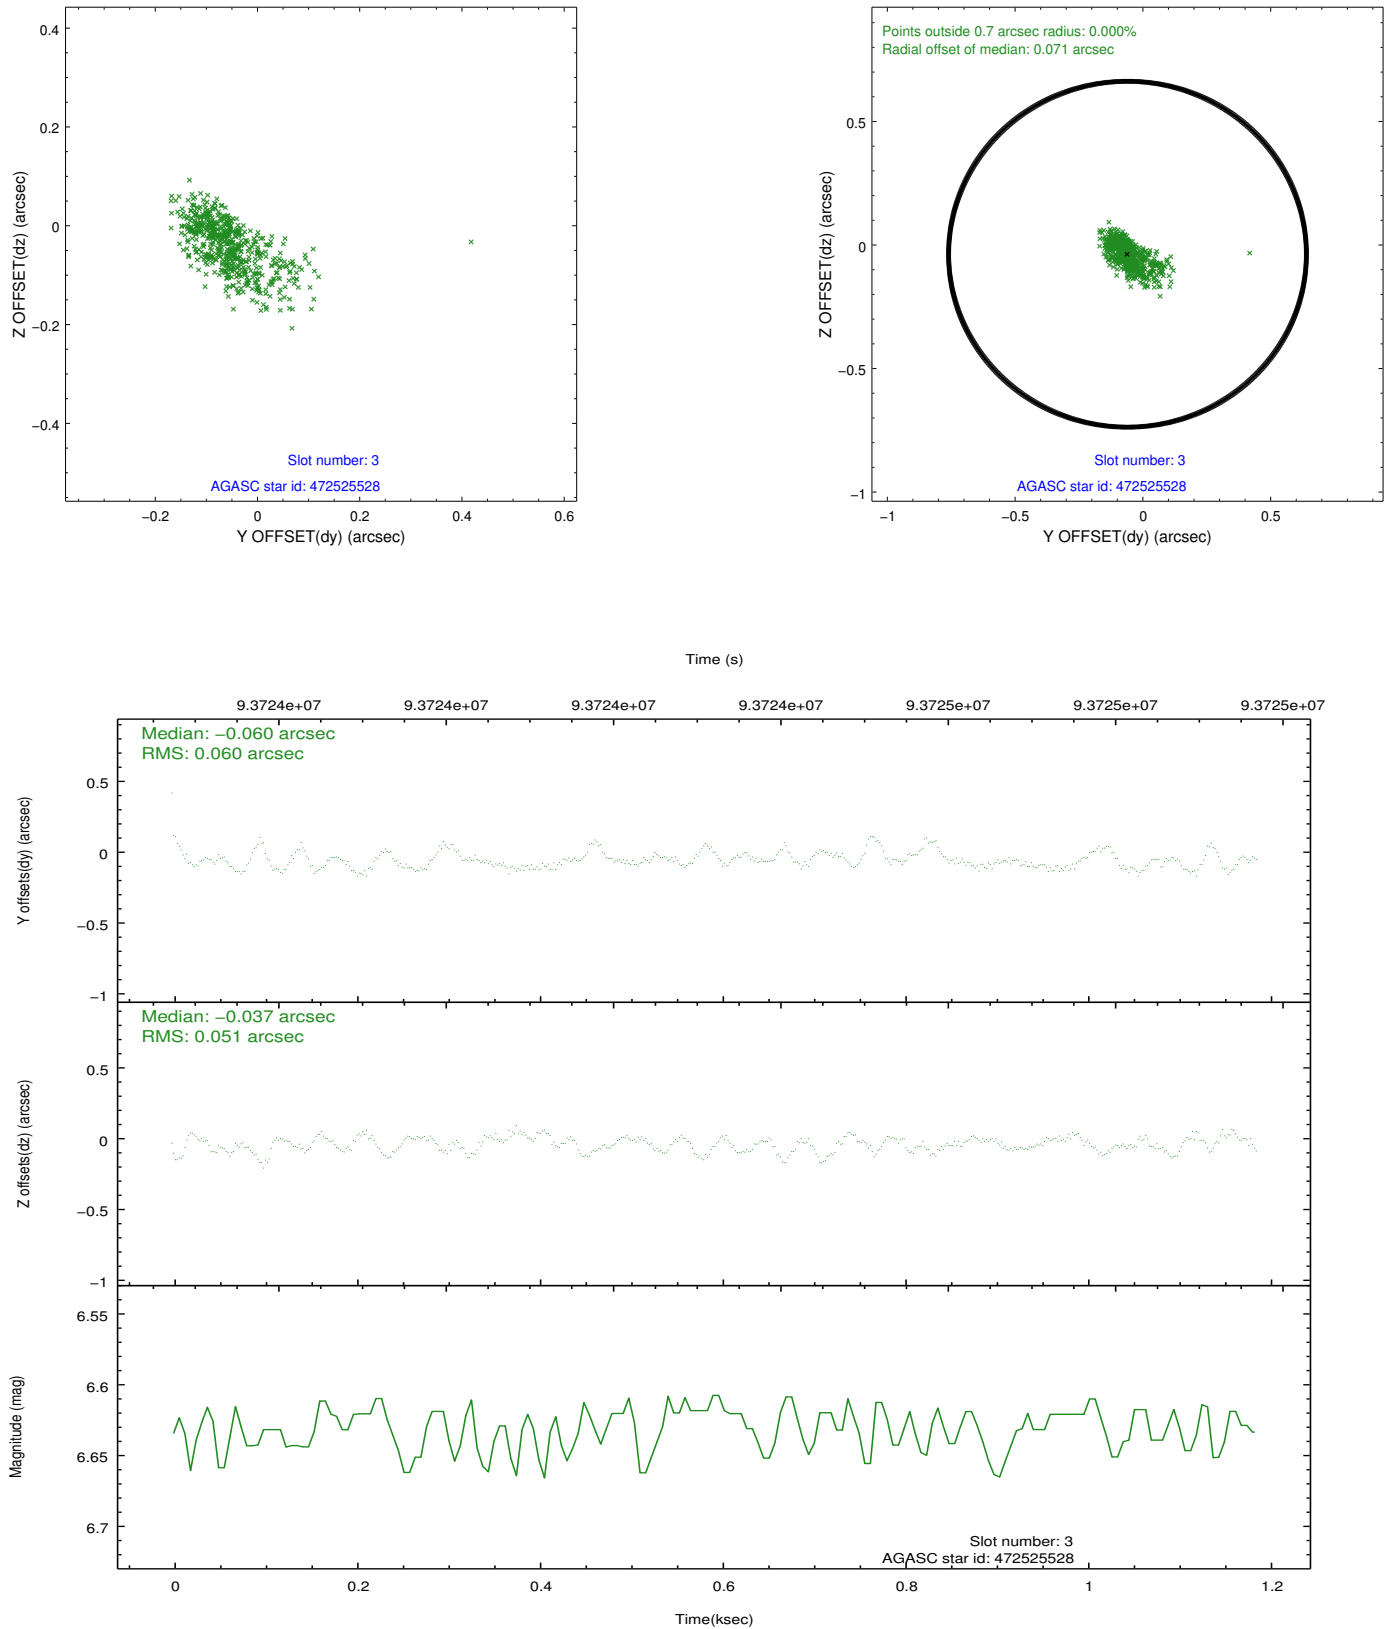 0.4
0.2
0
−0.2
−0.4
Z OFFSET(dz) (arcsec)
Slot number: 3
AGASC star id: 472525528
−0.2 0 0.2 0.4 0.6
Y OFFSET(dy) (arcsec)
Points outside 0.7 arcsec radius: 0.000%
Radial offset of median: 0.071 arcsec
0.5
0
−0.5
−1
Z OFFSET(dz) (arcsec)
Slot number: 3
AGASC star id: 472525528
−1 −0.5 0 0.5
Y OFFSET(dy) (arcsec)
Time (s)
9.3724e+07 9.3724e+07 9.3724e+07 9.3724e+07 9.3725e+07 9.3725e+07 9.3725e+07
Median: −0.060 arcsec
RMS: 0.060 arcsec
0.5
0
−0.5
−1
Y offsets(dy) (arcsec)
Median: −0.037 arcsec
RMS: 0.051 arcsec
0.5
0
−0.5
−1
Z offsets(dz) (arcsec)
6.55
6.6
6.65
6.7
Magnitude (mag)
Slot number: 3
AGASC star id: 472525528
0 0.2 0.4 0.6 0.8 1 1.2
Time(ksec)